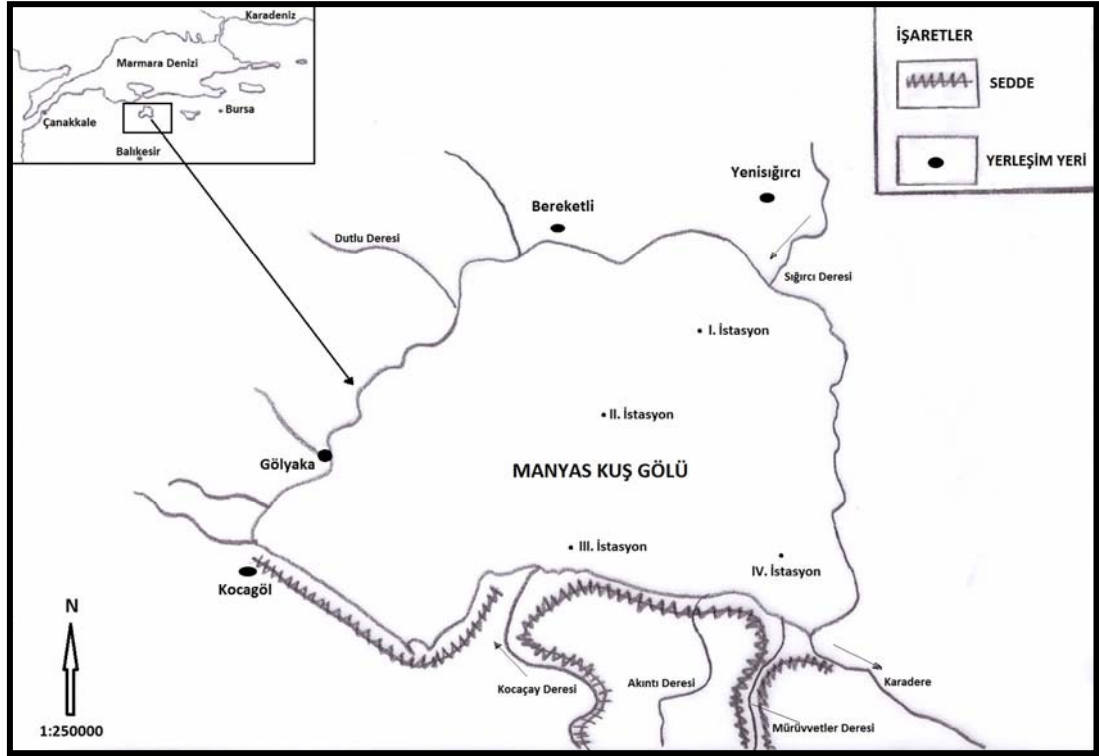 Karadeniz
Marmara Denizi
Çanakkale
Bursa
Balıkesir
İŞARETLER
SEDDE
YERLEŞİM YERİ
Yenisığırcı
Bereketli
Dutlu Deresi
Sığırcı Deresi
I. İstasyon
II. İstasyon
Gölyaka
MANYAS KUŞ GÖLÜ
III. İstasyon
IV. İstasyon
Kocagöl
N
Kocaçay Deresi
Akıntı Deresi
Karadere
Mürüvvetler Deresi
1:250000